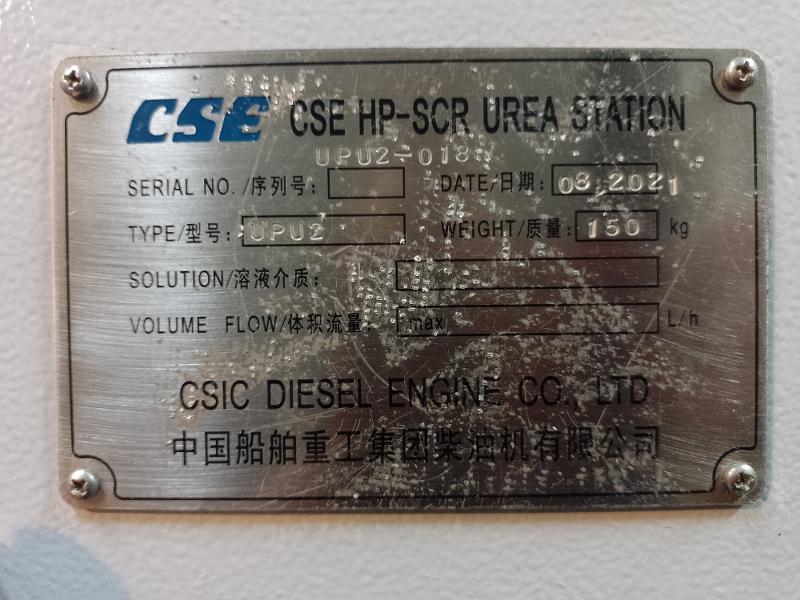 CSE CSE HP-SCR UREA STATION
UPU2-018
SERIAL NO./序列号: DATE/日期: 08 2021
TYPE/型号: UPU2 WEIGHT/质量: 150 kg
SOLUTION/溶液介质:
VOLUME FLOW/体积流量: max L/h
CSIC DIESEL ENGINE CO., LTD
中国船舶重工集团柴油机有限公司